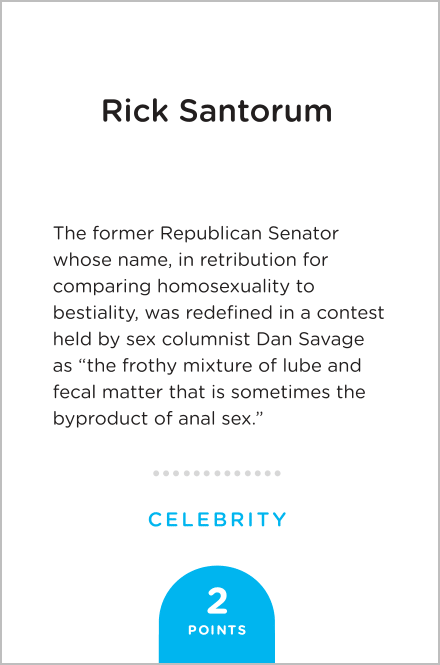 Rick Santorum
The former Republican Senator
whose name, in retribution for
comparing homosexuality to
bestiality, was redefined in a contest
held by sex columnist Dan Savage
as “the frothy mixture of lube and
fecal matter that is sometimes the
byproduct of anal sex.”
CELEBRITY
2
POINTS